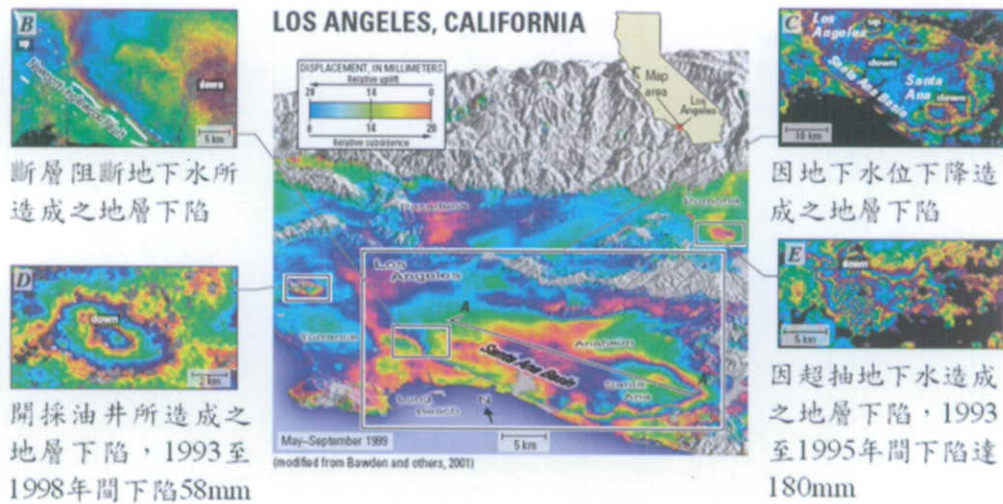 LOS ANGELES, CALIFORNIA
B
up
Newport Inglewood Fault
down
5 km
斷層阻斷地下水所
造成之地層下陷
D
down
2 km
開採油井所造成之
地層下陷,1993至
1998年間下陷58mm
DISPLACEMENT, IN MILLIMETERS
Relative uplift
28 14 0
0 14 28
Relative subsidence
Map
area
Los
Angeles
Pasadena
Pomona
Los
Angeles
Torrance
A
Anaheim
Santa Ana Basin
Santa
Ana
A'
Long
Beach
N
May–September 1999
5 km
(modified from Bawden and others, 2001)
C
Los
Angeles
up
down
Santa Ana Basin
Santa
Ana
down
10 km
因地下水位下降造
成之地層下陷
E
down
5 km
因超抽地下水造成
之地層下陷,1993
至1995年間下陷達
180mm